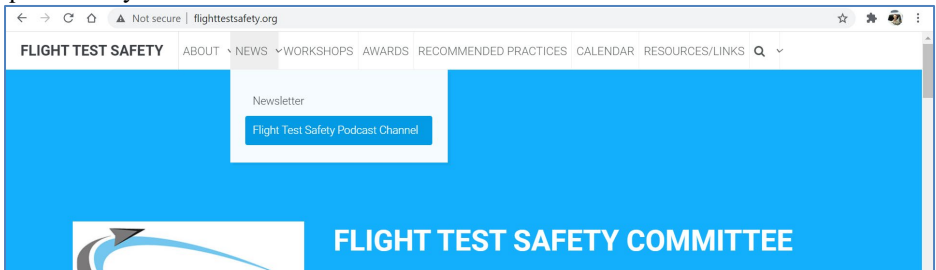 Not secure | flighttestsafety.org
FLIGHT TEST SAFETY ABOUT NEWS WORKSHOPS AWARDS RECOMMENDED PRACTICES CALENDAR RESOURCES/LINKS
Newsletter
Flight Test Safety Podcast Channel
FLIGHT TEST SAFETY COMMITTEE